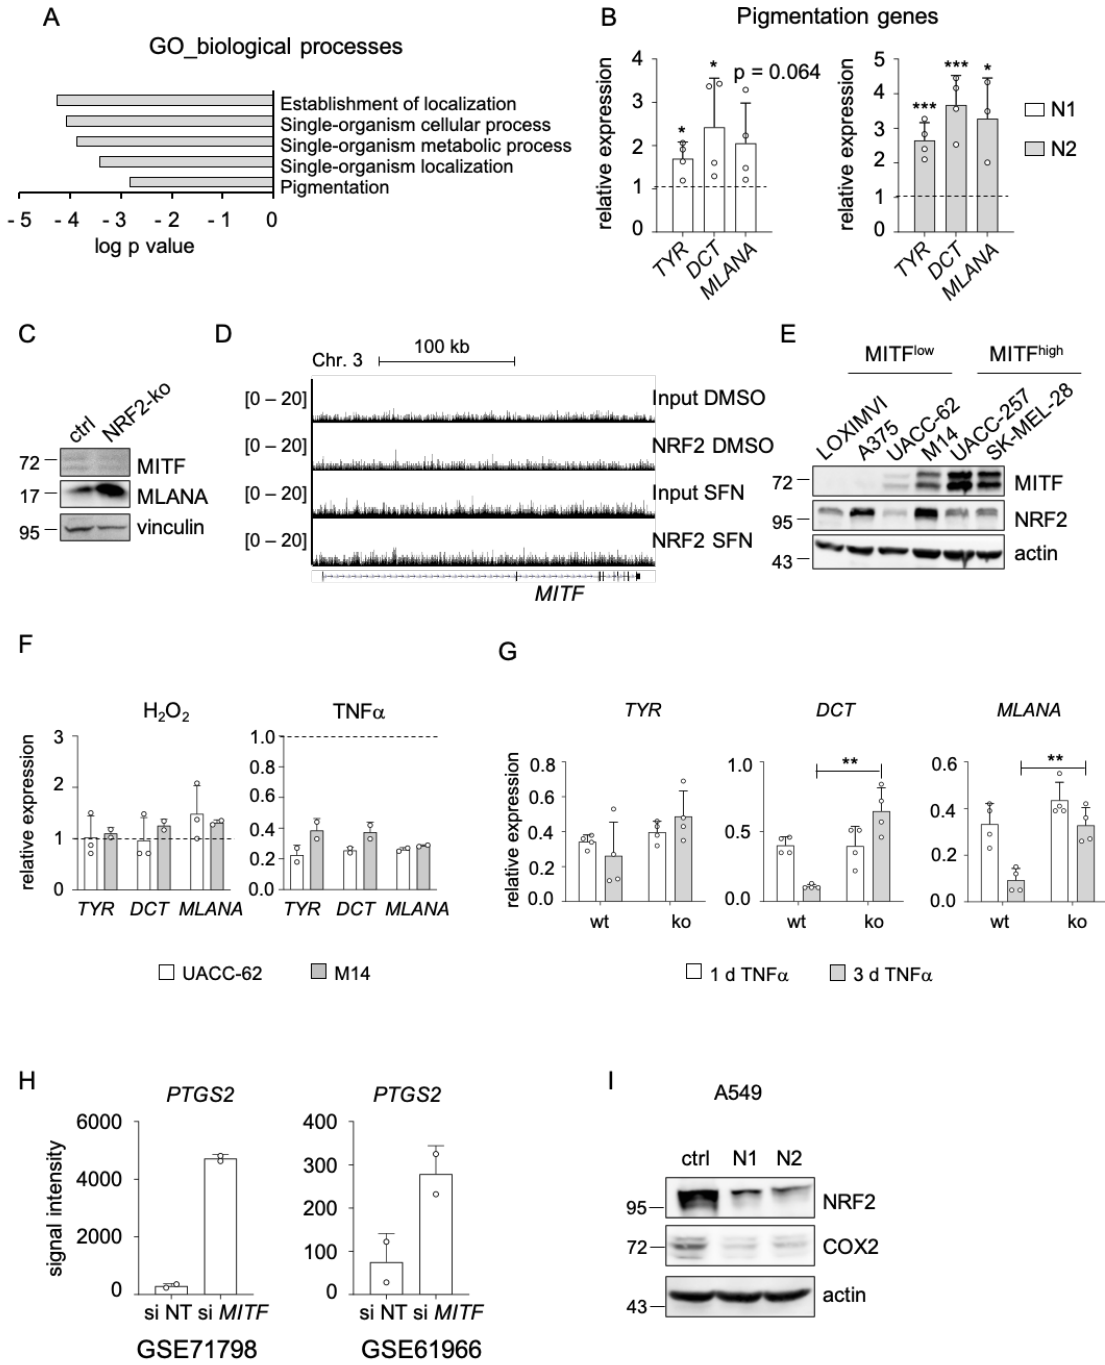 A
GO_biological processes
Establishment of localization
Single-organism cellular process
Single-organism metabolic process
Single-organism localization
Pigmentation
- 5 - 4 - 3 - 2 - 1 0
log p value
B
Pigmentation genes
relative expression
4
3
2
1
0
*
*
p = 0.064
TYR
DCT
MLANA
relative expression
5
4
3
2
1
0
***
***
*
TYR
DCT
MLANA
N1
N2
C
ctrl
NRF2-ko
72
MITF
17
MLANA
95
vinculin
D
Chr. 3
100 kb
[0 – 20]
Input DMSO
[0 – 20]
NRF2 DMSO
[0 – 20]
Input SFN
[0 – 20]
NRF2 SFN
MITF
E
MITFlow
MITFhigh
LOXIMVI
A375
UACC-62
M14
UACC-257
SK-MEL-28
72
MITF
95
NRF2
43
actin
F
H2O2
relative expression
3
2
1
0
TYR DCT MLANA
TNFα
1.0
0.8
0.6
0.4
0.2
0.0
TYR DCT MLANA
UACC-62
M14
G
TYR
relative expression
0.8
0.6
0.4
0.2
0.0
wt ko
DCT
1.0
0.5
0.0
**
wt ko
MLANA
0.6
0.4
0.2
0.0
**
wt ko
1 d TNFα
3 d TNFα
H
PTGS2
signal intensity
6000
4000
2000
0
si NT si MITF
GSE71798
PTGS2
400
300
200
100
0
si NT si MITF
GSE61966
I
A549
ctrl N1 N2
95
NRF2
72
COX2
43
actin